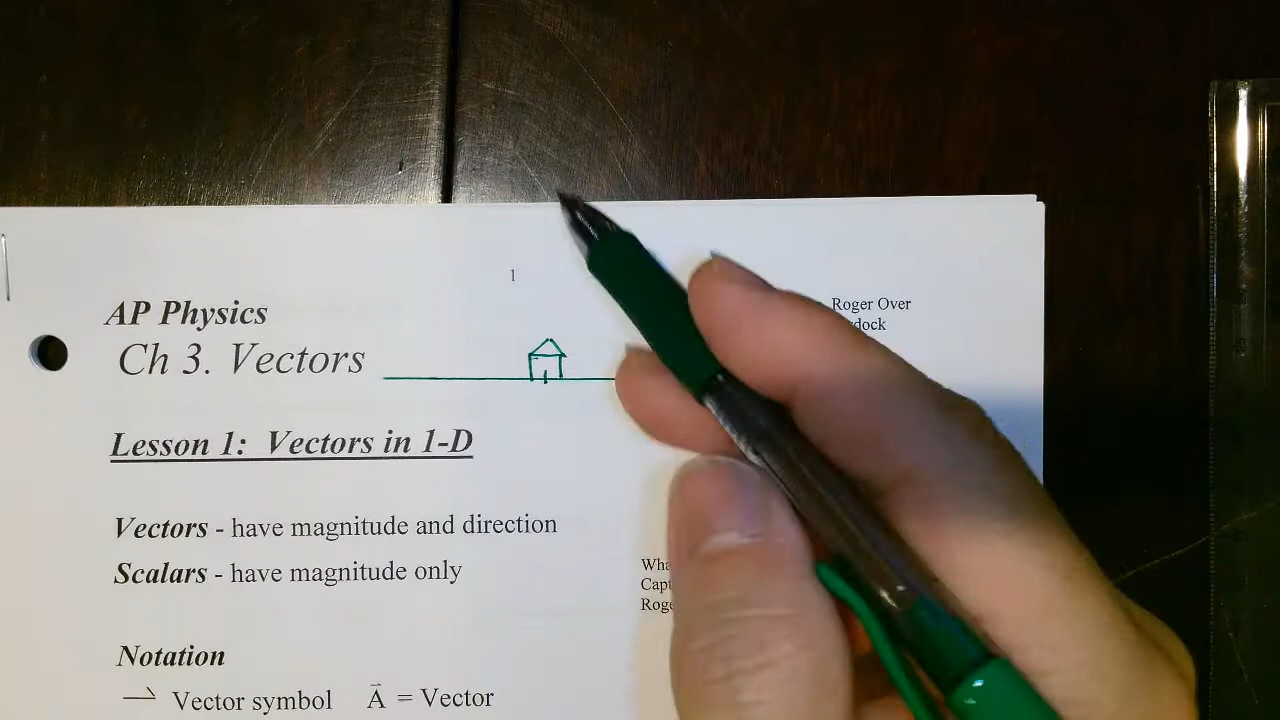 1
AP Physics
Roger Over
Ch 3. Vectors
Lesson 1: Vectors in 1-D
Vectors - have magnitude and direction
Scalars - have magnitude only
Notation
Vector symbol A⃗ = Vector